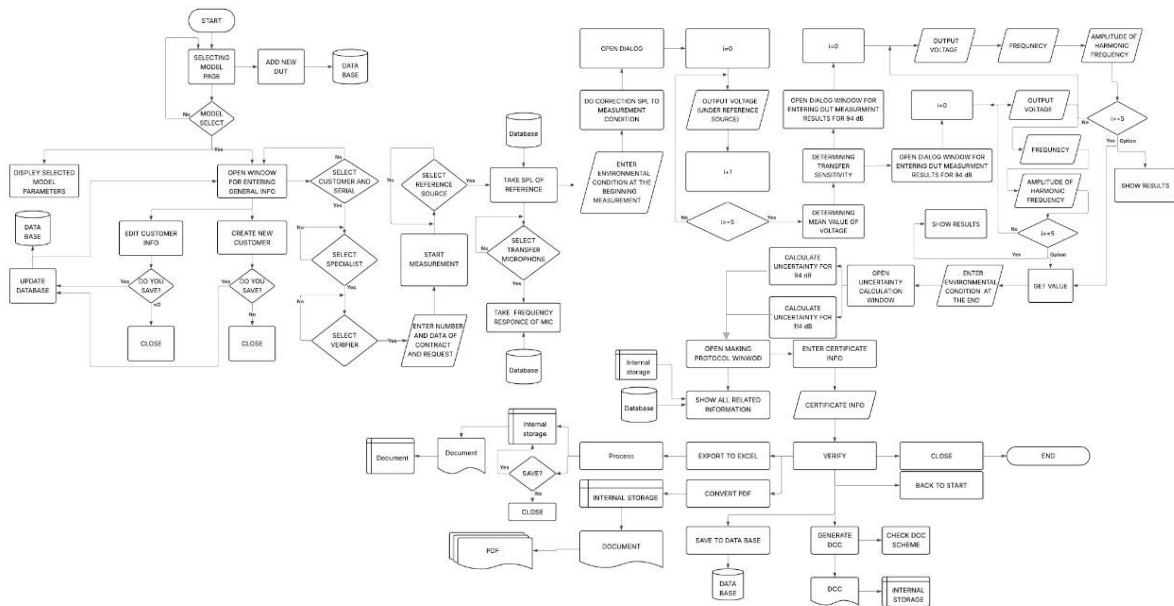 START
SELECTING
MODEL
PAGE
ADD NEW
DUT
DATA
BASE
No
MODEL
SELECT
Yes
DISPLAY SELECTED
MODEL
PARAMETERS
OPEN WINDOW
FOR ENTERING
GENERAL INFO
DATA
BASE
EDIT CUSTOMER
INFO
CREATE NEW
CUSTOMER
UPDATE
DATABASE
Yes
DO YOU
SAVE?
nO
CLOSE
Yes
DO YOU
SAVE?
No
CLOSE
No
SELECT
CUSTOMER AND
SERIAL
Yes
No
SELECT
SPECIALIST
Yes
No
SELECT
VERIFIER
Yes
ENTER NUMBER
AND DATA OF
CONTRACT
AND REQUEST
START
MEASUREMENT
No
SELECT
REFERENCE
SOURCE
Yes
Database
TAKE SPL OF
REFERENCE
No
SELECT
TRANSFER
MICROPHONE
Yes
TAKE FREQUENCY
RESPONCE OF MIC
Database
OPEN DIALOG
DO CORRECTION SPL TO
MEASUREMENT
CONDITION
ENTER
ENVIRONMENTAL
CONDITION AT THE
BEGINNING
MEASUREMENT
i=0
OUTPUT VOLTAGE
(UNDER REFERENCE
SOURCE)
i=1
No
i>=5
Yes
DETERMINING
MEAN VALUE OF
VOLTAGE
DETERMINING
TRANSFER
SENSITIVITY
OPEN DIALOG WINDOW FOR
ENTERING DUT MEASURMENT
RESULTS FOR 94 dB
i=0
OUTPUT
VOLTAGE
FREQUNECY
AMPLITUDE OF
HARMONIC
FREQUENCY
No
i>=5
Yes
Option
SHOW RESULTS
OPEN DIALOG WINDOW FOR
ENTERING DUT MEASURMENT
RESULTS FOR 94 dB
i=0
OUTPUT
VOLTAGE
FREQUNECY
AMPLITUDE OF
HARMONIC
FREQUENCY
No
i>=5
Yes
Option
SHOW RESULTS
GET VALUE
ENTER
ENVIRONMENTAL
CONDITION AT
THE END
OPEN
UNCERTAINTY
CALCULATION
WINDOW
CALCULATE
UNCERTAINTY FOR
94 dB
CALCULATE
UNCERTAINTY FOR
114 dB
OPEN MAKING
PROTOCOL WINWOD
ENTER CERTIFICATE
INFO
Internal
storage
Database
SHOW ALL RELATED
INFORMATION
CERTIFICATE INFO
VERIFY
CLOSE
END
BACK TO START
EXPORT TO EXCEL
Process
Internal
storage
Document
Document
Yes
SAVE?
No
CLOSE
CONVERT PDF
INTERNAL STORAGE
DOCUMENT
PDF
SAVE TO DATA BASE
DATA
BASE
GENERATE
DCC
CHECK DCC
SCHEME
DCC
INTERNAL
STORAGE